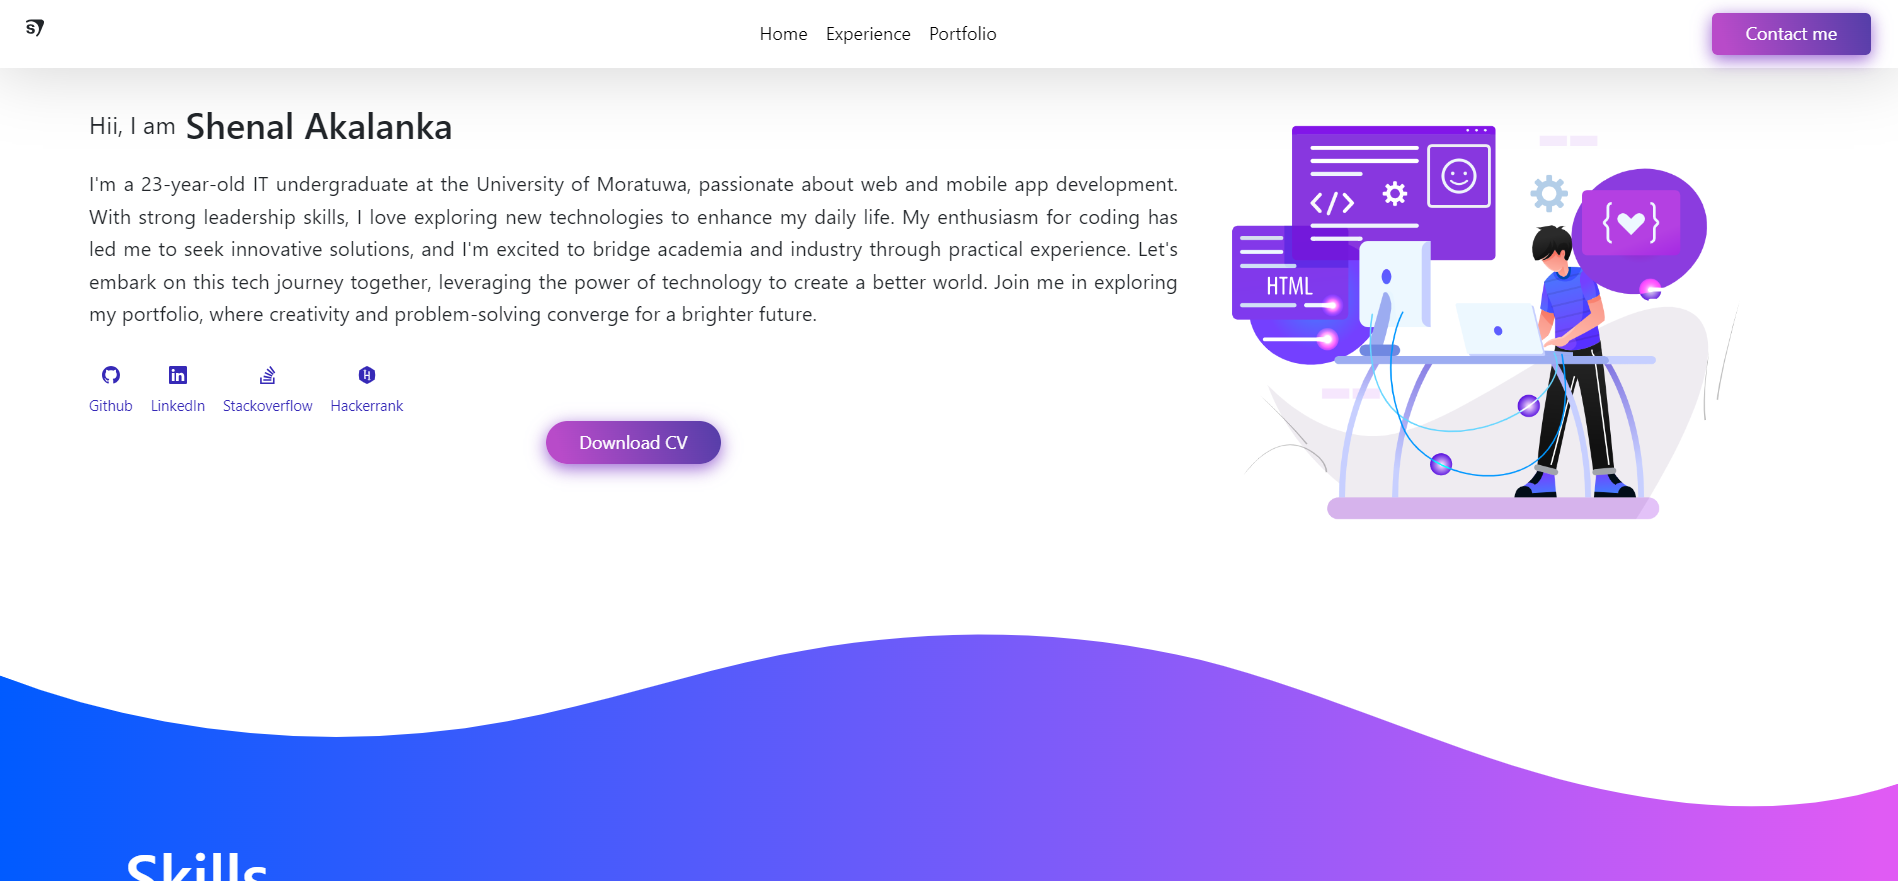 s7
Home Experience Portfolio
Contact me
Hii, I am Shenal Akalanka
I'm a 23-year-old IT undergraduate at the University of Moratuwa, passionate about web and mobile app development.
With strong leadership skills, I love exploring new technologies to enhance my daily life. My enthusiasm for coding has
led me to seek innovative solutions, and I'm excited to bridge academia and industry through practical experience. Let's
embark on this tech journey together, leveraging the power of technology to create a better world. Join me in exploring
my portfolio, where creativity and problem-solving converge for a brighter future.
Github LinkedIn Stackoverflow Hackerrank
Download CV
</>
HTML
Skills